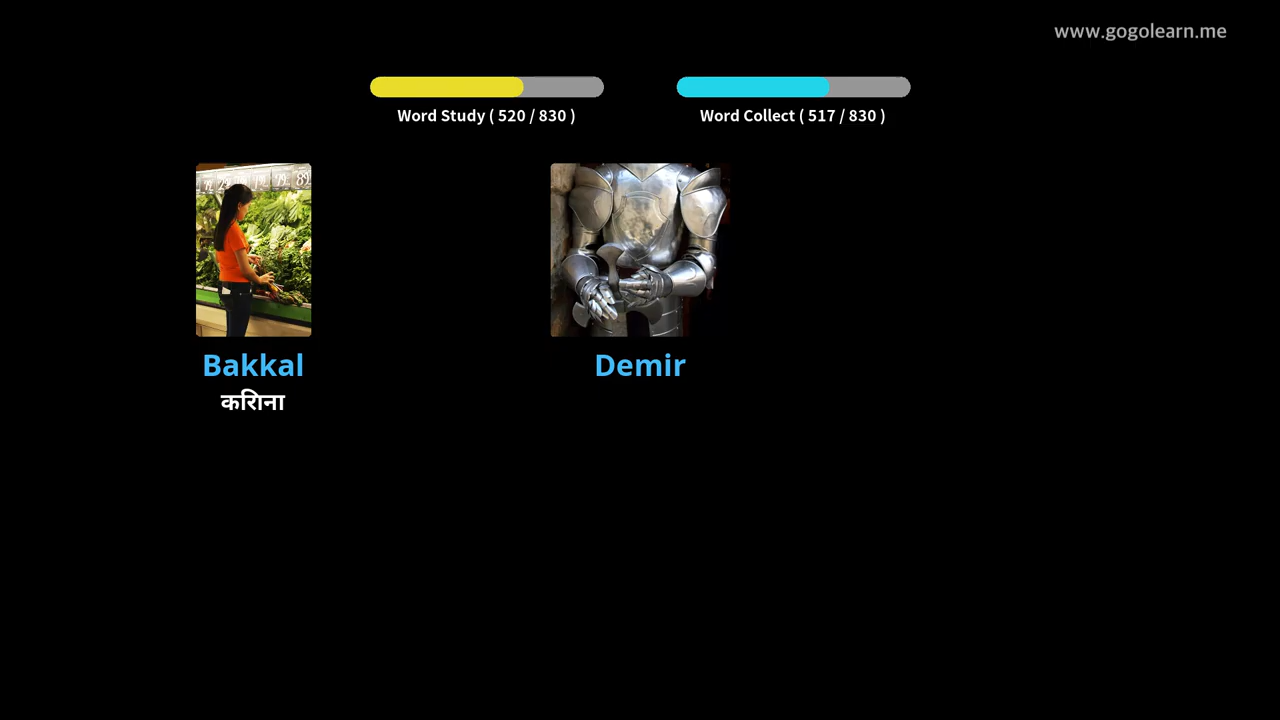 www.gogolearn.me
Word Study ( 520 / 830 )
Word Collect ( 517 / 830 )
Bakkal
Demir
करिाना